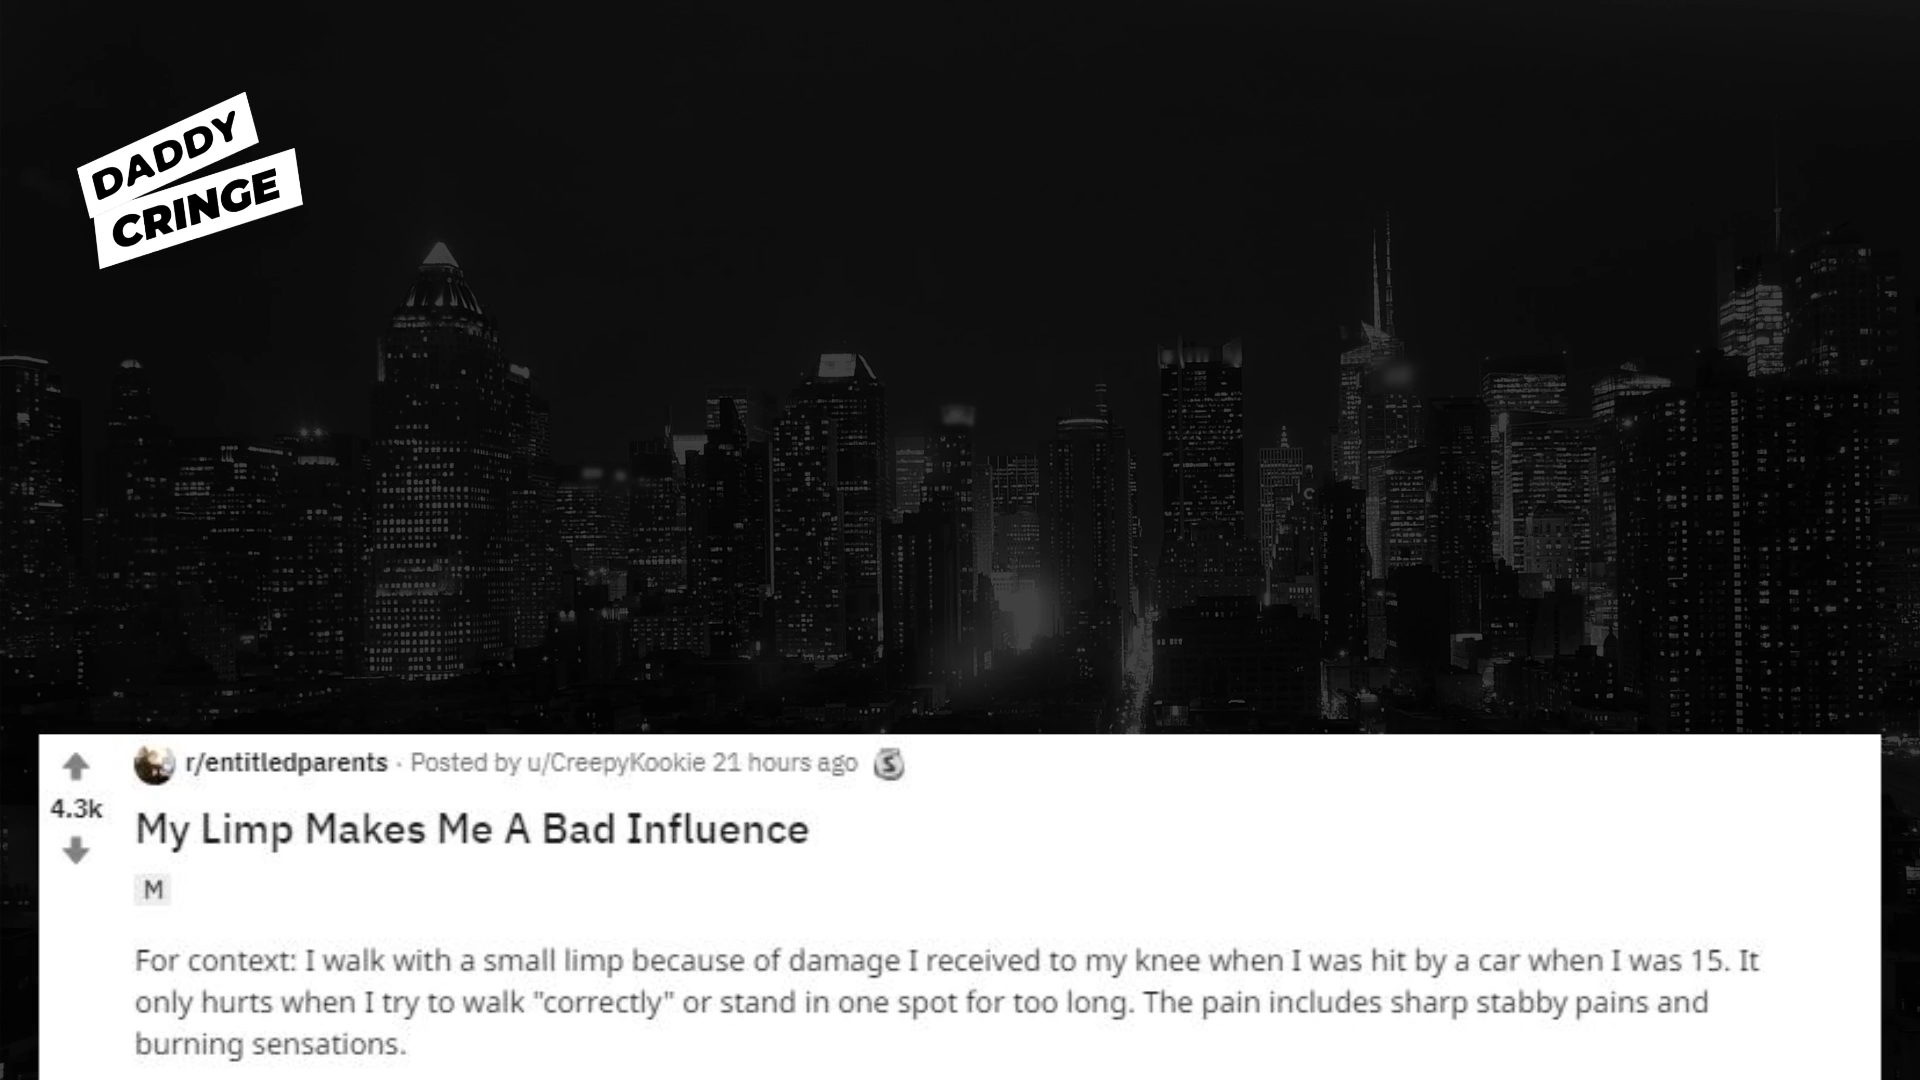 DADDY
CRINGE
r/entitledparents · Posted by u/CreepyKookie 21 hours ago
4.3k
My Limp Makes Me A Bad Influence
M
For context: I walk with a small limp because of damage I received to my knee when I was hit by a car when I was 15. It
only hurts when I try to walk "correctly" or stand in one spot for too long. The pain includes sharp stabby pains and
burning sensations.